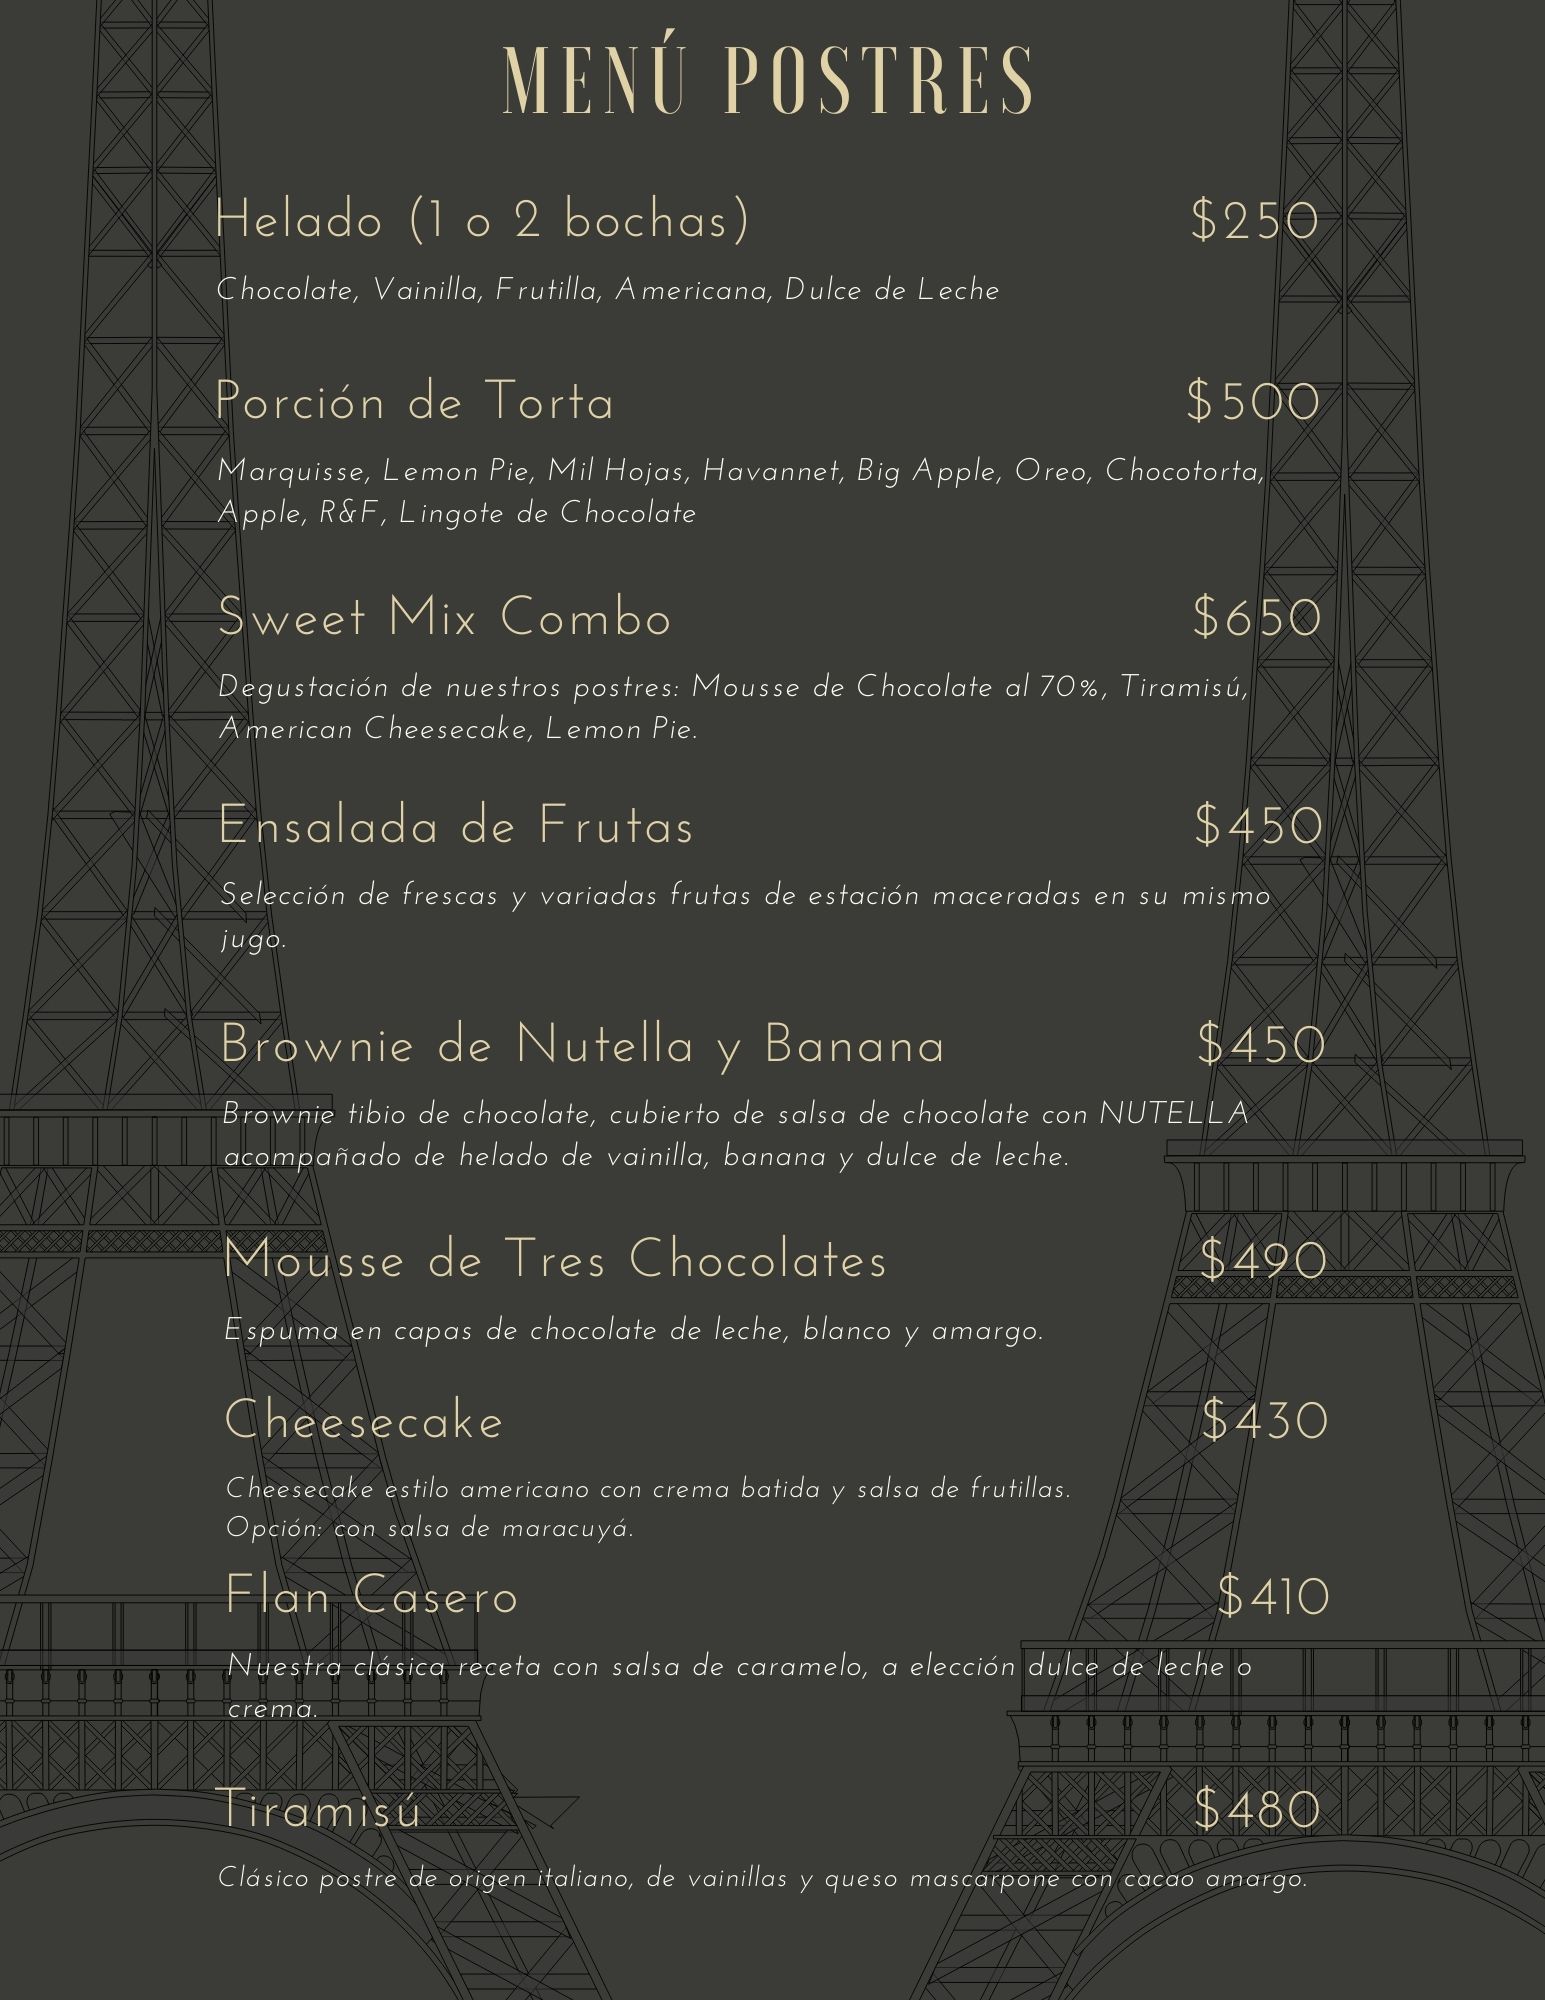 MENÚ POSTRES
Helado (1 o 2 bochas) $250
Chocolate, Vainilla, Frutilla, Americana, Dulce de Leche
Porción de Torta $500
Marquisse, Lemon Pie, Mil Hojas, Havannet, Big Apple, Oreo, Chocotorta,
Apple, R&F, Lingote de Chocolate
Sweet Mix Combo $650
Degustación de nuestros postres: Mousse de Chocolate al 70%, Tiramisú,
American Cheesecake, Lemon Pie.
Ensalada de Frutas $450
Selección de frescas y variadas frutas de estación maceradas en su mismo
jugo.
Brownie de Nutella y Banana $450
Brownie tibio de chocolate, cubierto de salsa de chocolate con NUTELLA
acompañado de helado de vainilla, banana y dulce de leche.
Mousse de Tres Chocolates $490
Espuma en capas de chocolate de leche, blanco y amargo.
Cheesecake $430
Cheesecake estilo americano con crema batida y salsa de frutillas.
Opción: con salsa de maracuyá.
Flan Casero $410
Nuestra clásica receta con salsa de caramelo, a elección dulce de leche o
crema.
Tiramisú $480
Clásico postre de origen italiano, de vainillas y queso mascarpone con cacao amargo.